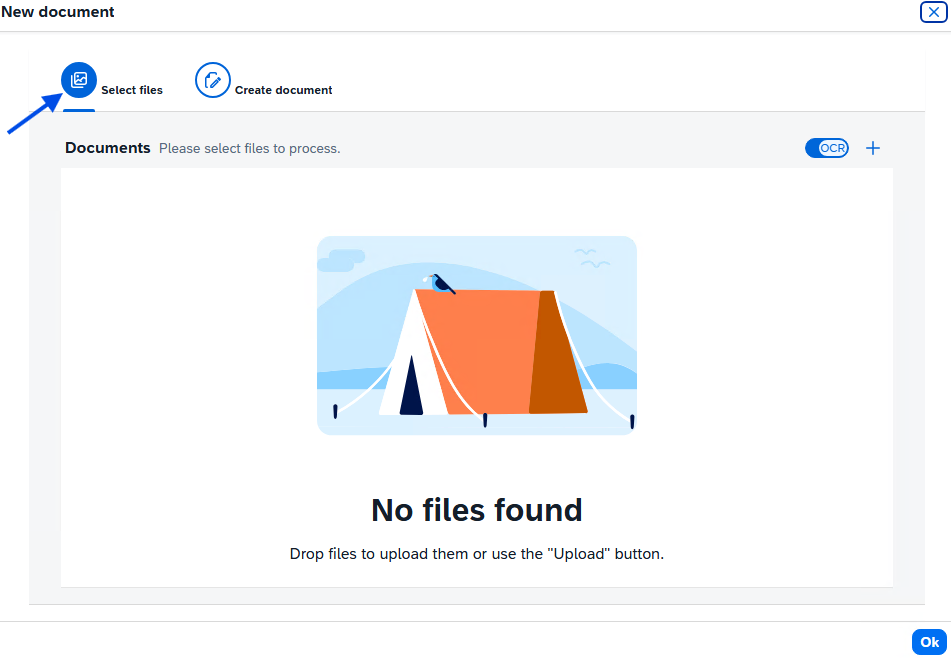 New document
Select files
Create document
Documents Please select files to process.
OCR
No files found
Drop files to upload them or use the "Upload" button.
Ok